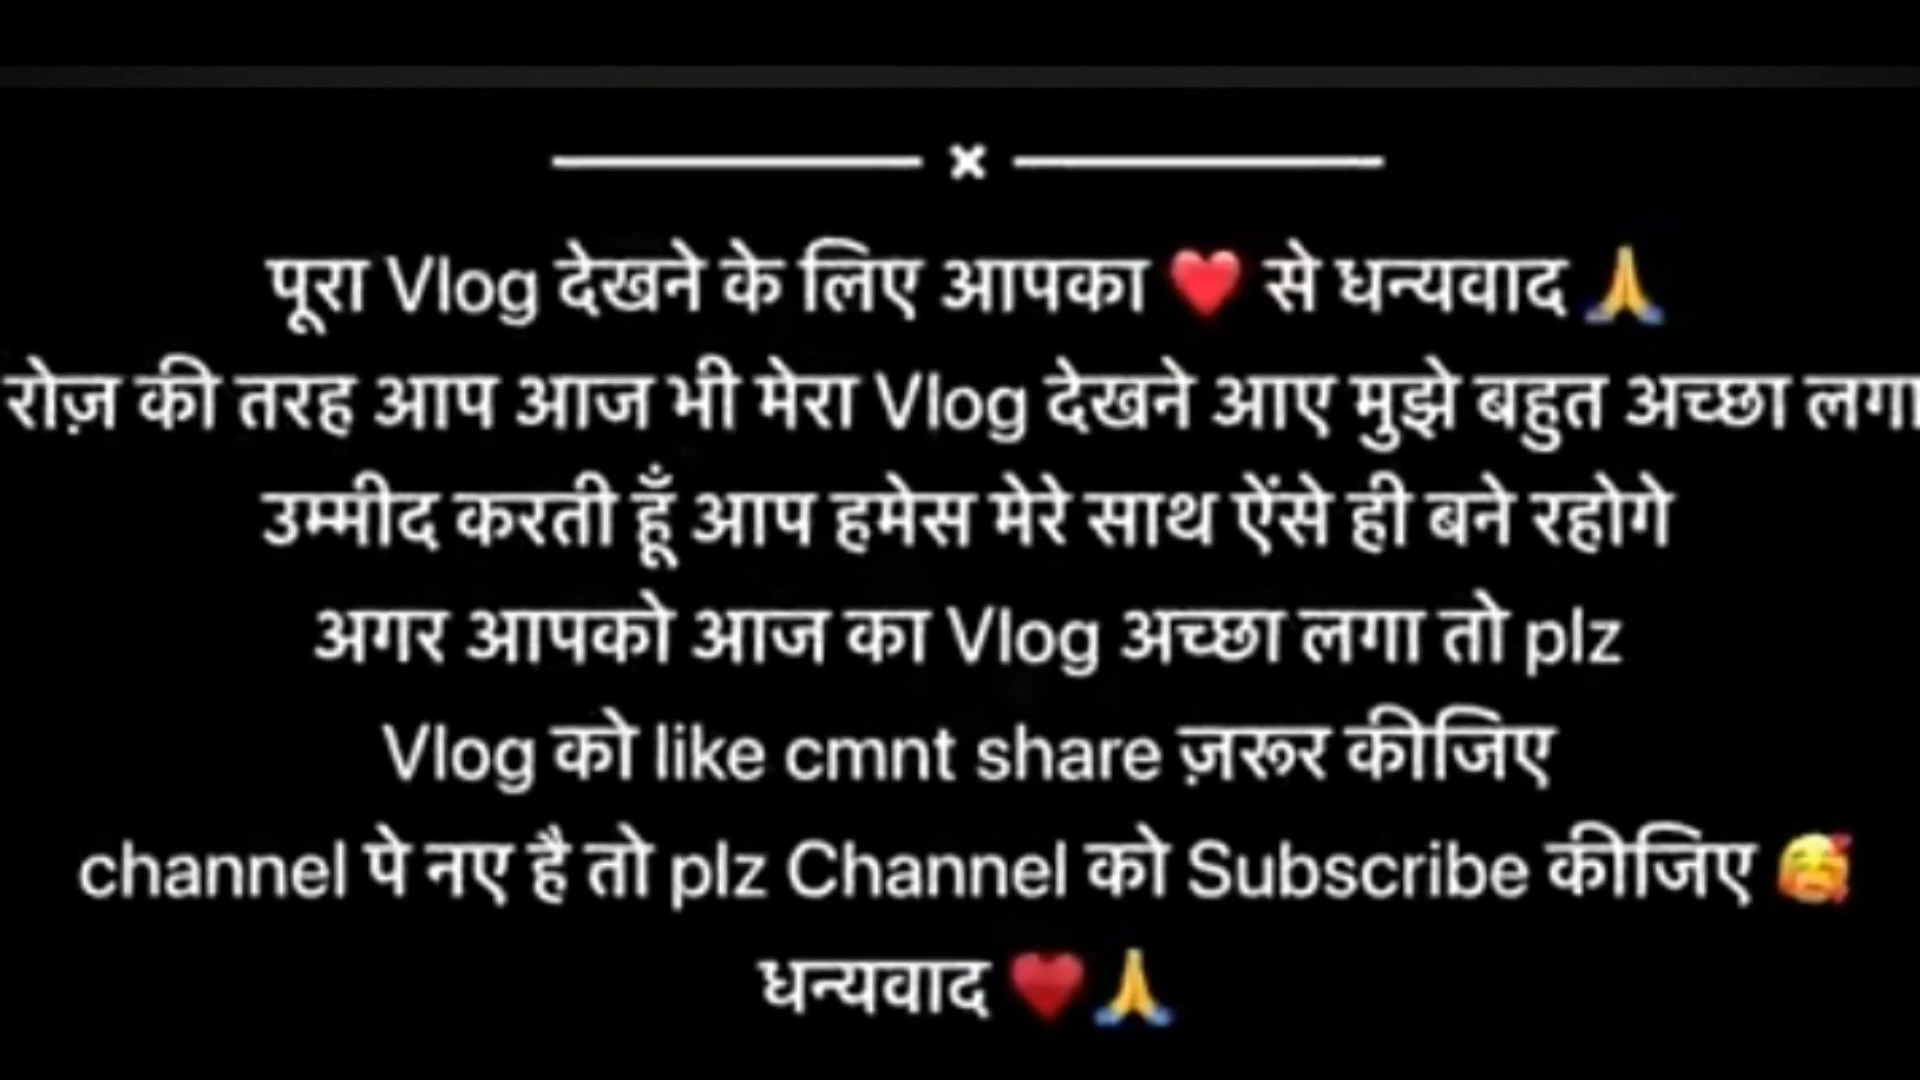 पूरा Vlog देखने के लिए आपका ❤️ से धन्यवाद 🙏
रोज़ की तरह आप आज भी मेरा Vlog देखने आए मुझे बहुत अच्छा लगा
उम्मीद करती हूँ आप हमेस मेरे साथ ऐंसे ही बने रहोगे
अगर आपको आज का Vlog अच्छा लगा तो plz
Vlog को like cmnt share ज़रूर कीजिए
channel पे नए है तो plz Channel को Subscribe कीजिए 🥰
धन्यवाद ❤️🙏